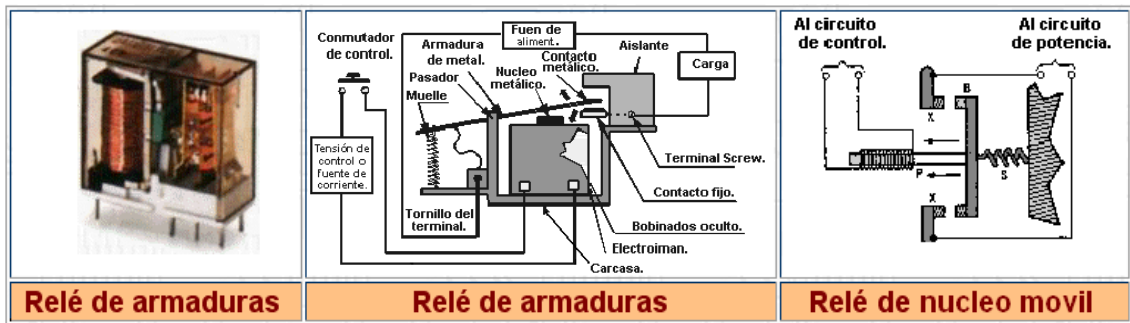 Relé de armaduras
Conmutador
de control.
Fuen de
aliment.
Armadura
de metal.
Contacto
metálico.
Aislante
Carga
Nucleo
metálico.
Pasador
Muelle
Tensión de
control o
fuente de
corriente.
Terminal Screw.
Contacto fijo.
Tornillo del
terminal.
Bobinados oculto.
Electroiman.
Carcasa.
Relé de armaduras
Al circuito
de control.
Al circuito
de potencia.
B
X
P
S
X
Relé de nucleo movil